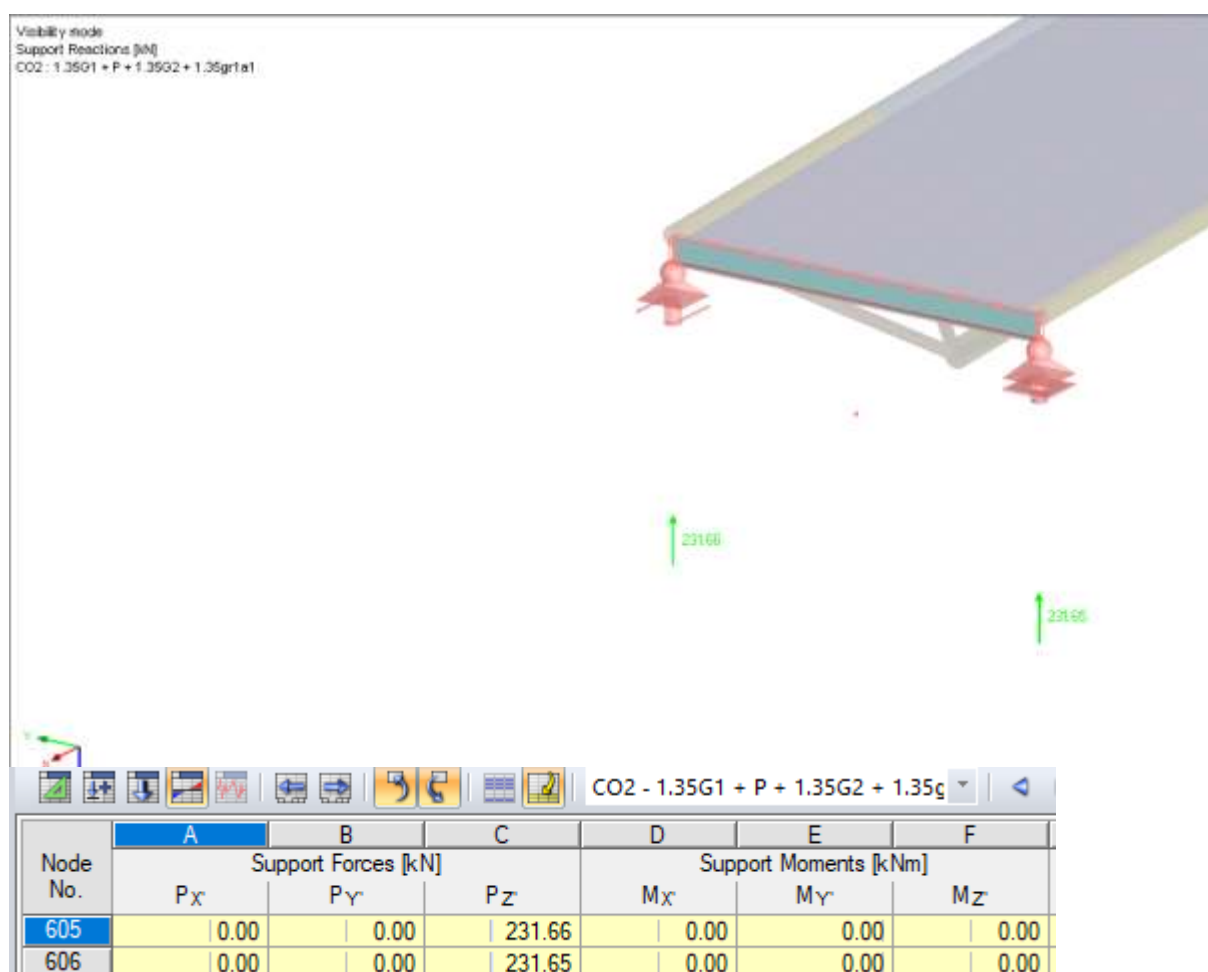 Visibility mode
Support Reactions [kN]
CO2 : 1.35G1 + P + 1.35G2 + 1.35gr1a1
231.66
231.65
CO2 - 1.35G1 + P + 1.35G2 + 1.35g
A B C D E F
Node No. Support Forces [kN] Support Moments [kNm]
PX' PY' PZ' MX' MY' MZ'
605 0.00 0.00 231.66 0.00 0.00 0.00
606 0.00 0.00 231.65 0.00 0.00 0.00